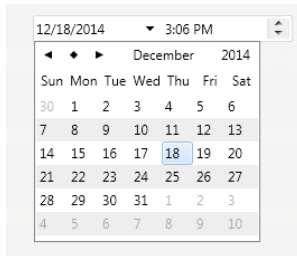 12/18/2014 3:06 PM
December 2014
Sun Mon Tue Wed Thu Fri Sat
30 1 2 3 4 5 6
7 8 9 10 11 12 13
14 15 16 17 18 19 20
21 22 23 24 25 26 27
28 29 30 31 1 2 3
4 5 6 7 8 9 10